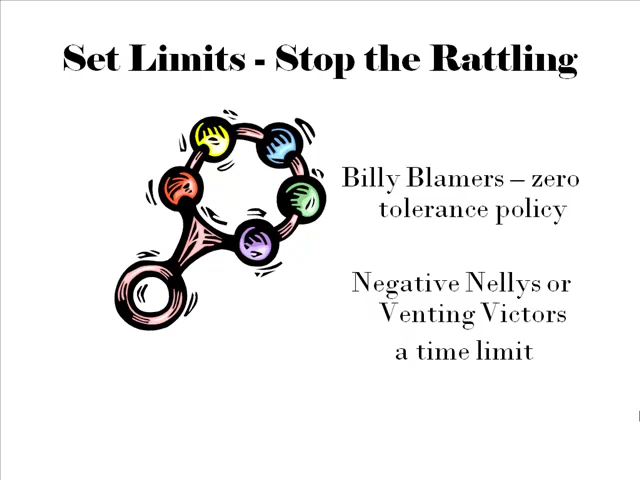 Set Limits - Stop the Rattling
Billy Blamers – zero
tolerance policy
Negative Nellys or
Venting Victors
a time limit